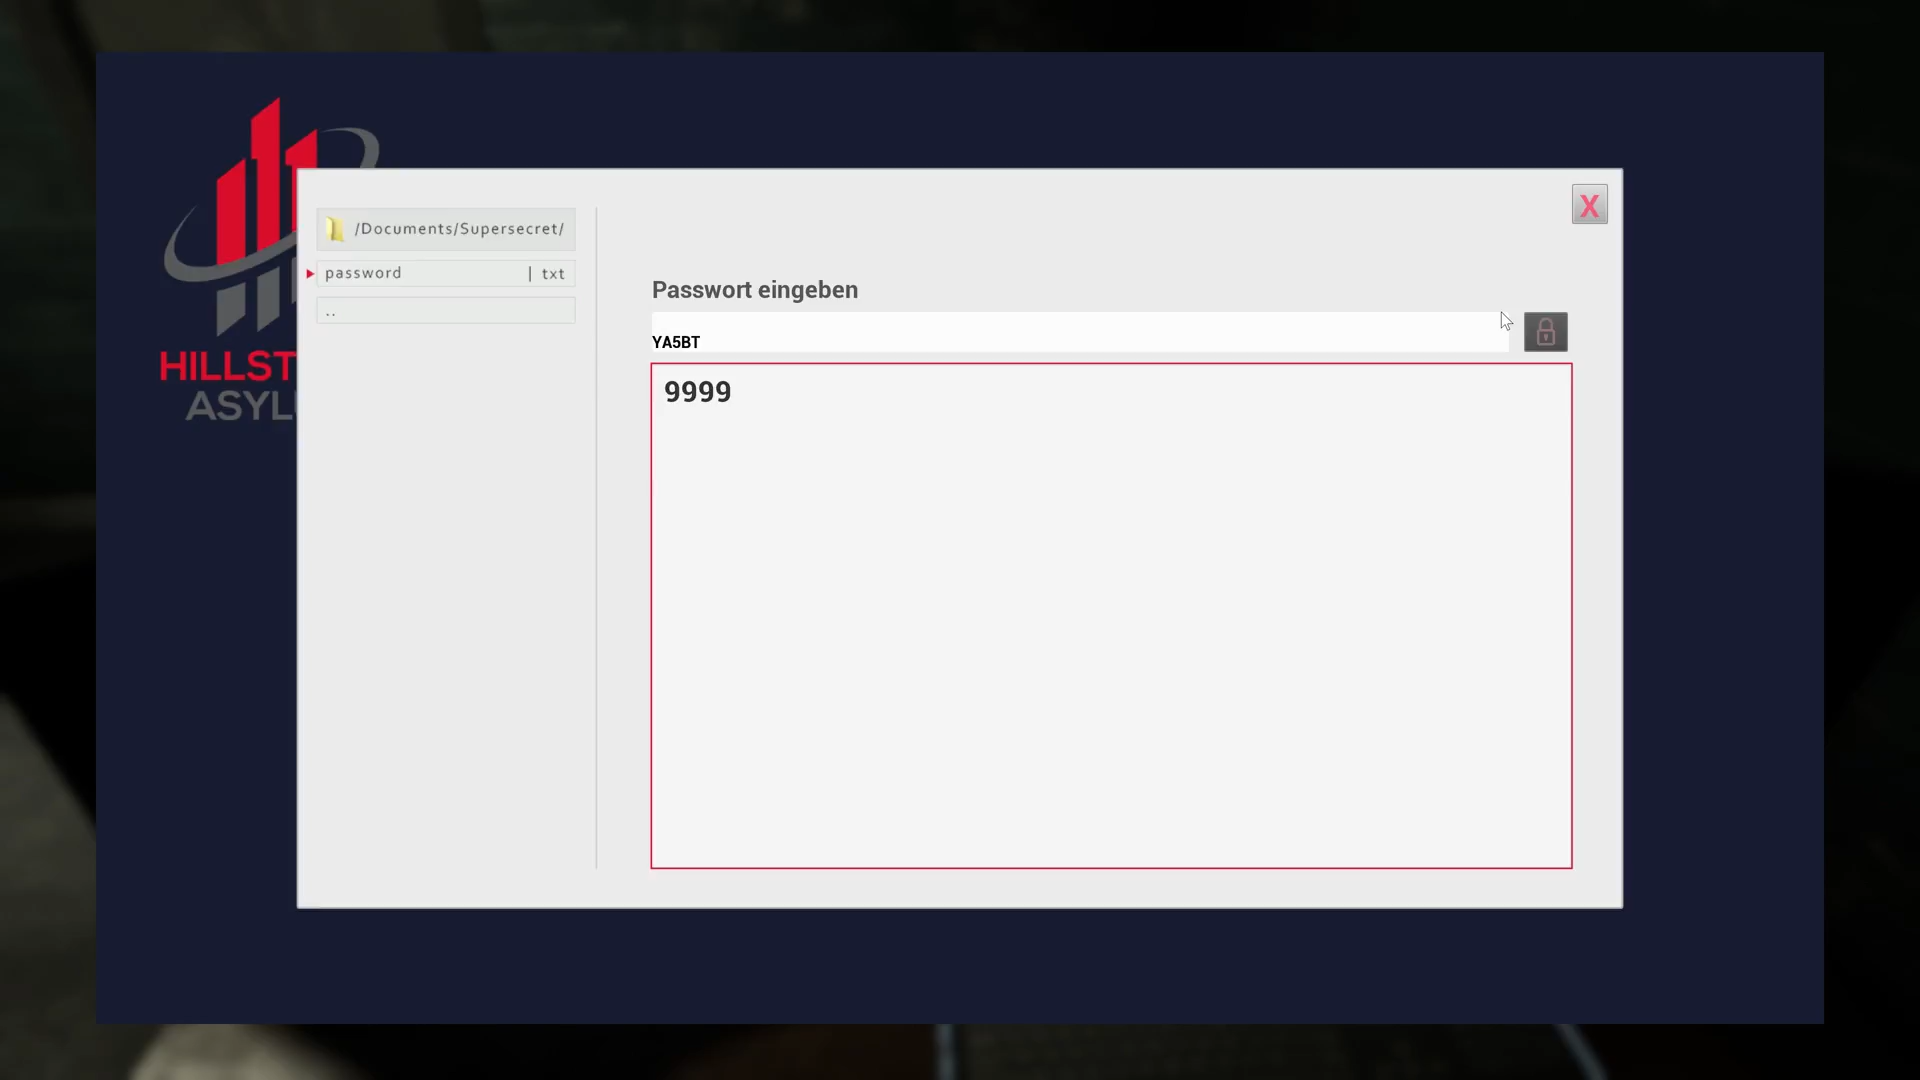 HILLST
ASYL
/Documents/Supersecret/
password | txt
..
X
Passwort eingeben
YA5BT
9999